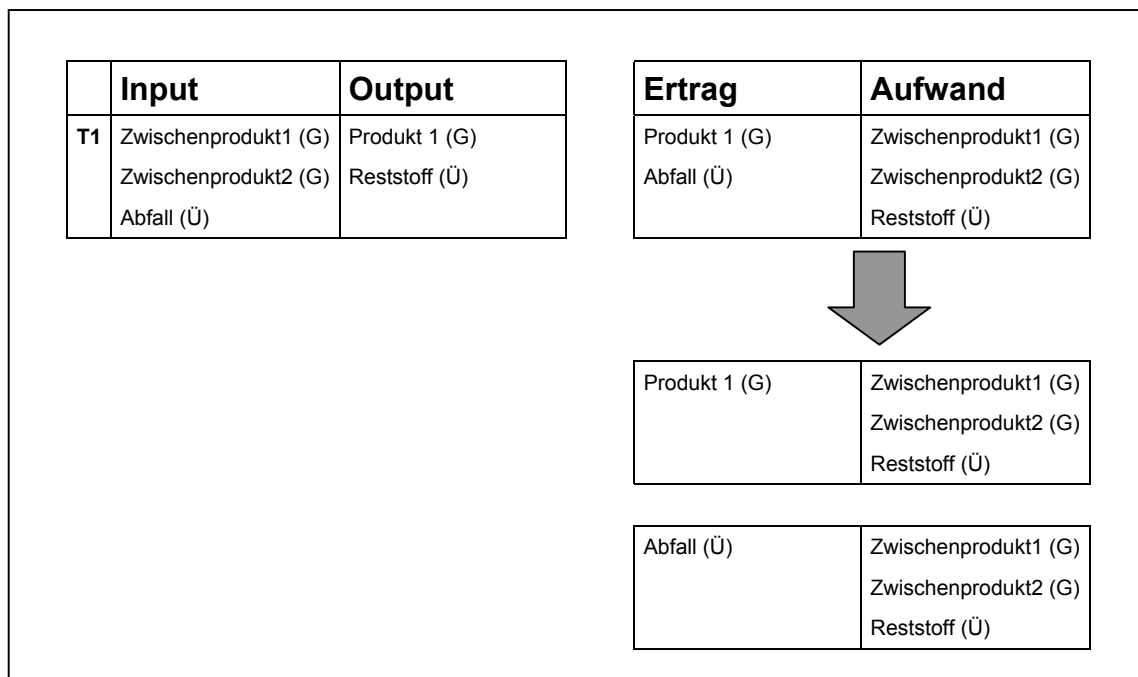 Input Output
T1 Zwischenprodukt1 (G) Produkt 1 (G)
Zwischenprodukt2 (G) Reststoff (Ü)
Abfall (Ü)
Ertrag Aufwand
Produkt 1 (G) Zwischenprodukt1 (G)
Abfall (Ü) Zwischenprodukt2 (G)
Reststoff (Ü)
Produkt 1 (G) Zwischenprodukt1 (G)
Zwischenprodukt2 (G)
Reststoff (Ü)
Abfall (Ü) Zwischenprodukt1 (G)
Zwischenprodukt2 (G)
Reststoff (Ü)